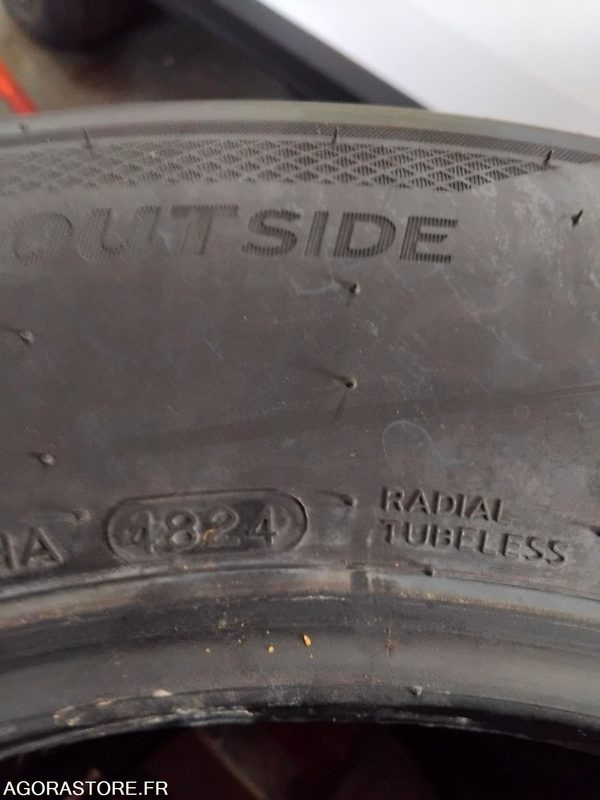 OUTSIDE
4824
RADIAL
TUBELESS
AGORASTORE.FR